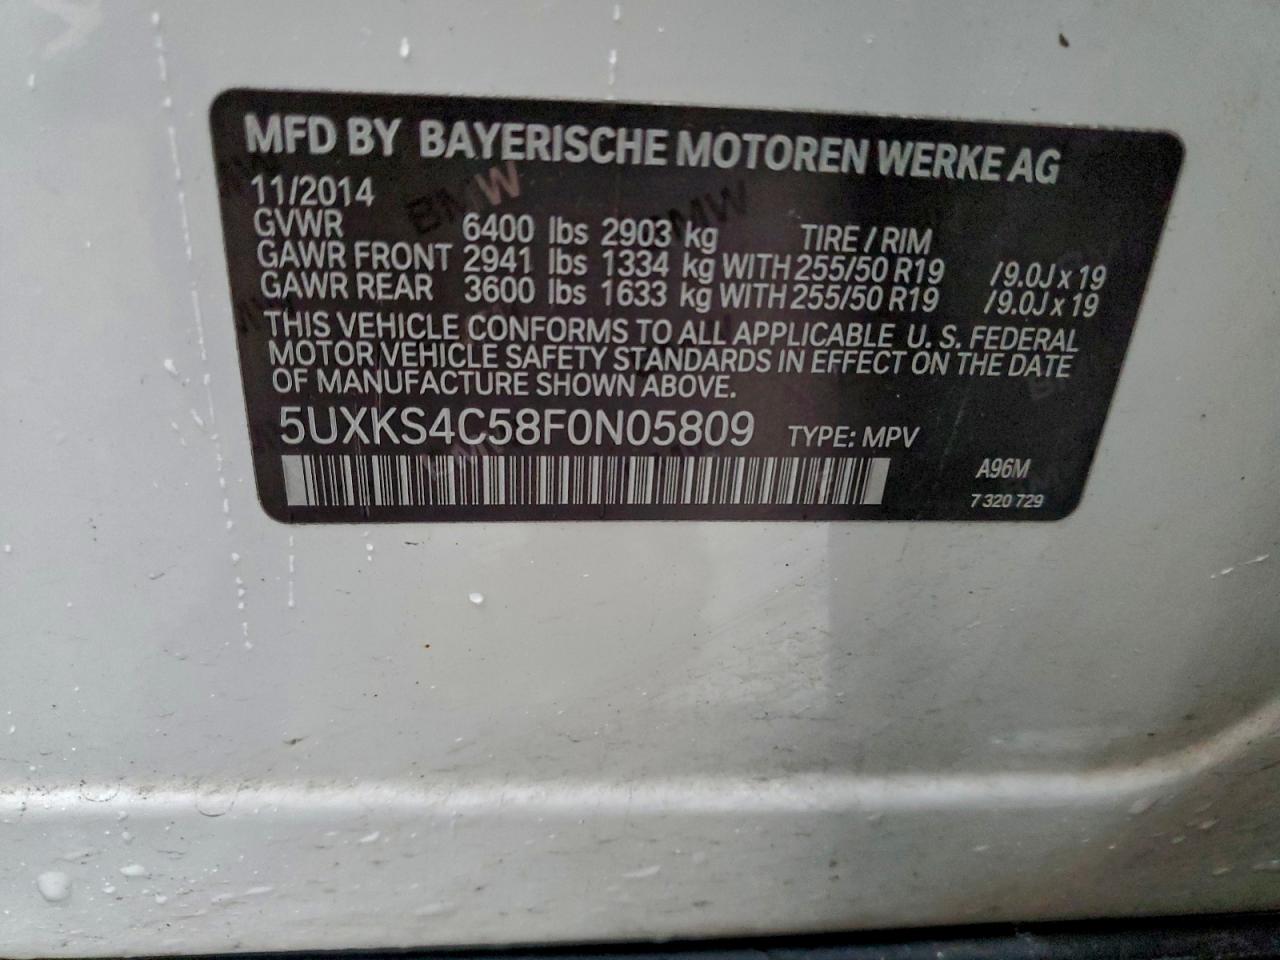 MFD BY BAYERISCHE MOTOREN WERKE AG
11/2014
GVWR 6400 lbs 2903 kg TIRE / RIM
GAWR FRONT 2941 lbs 1334 kg WITH 255/50 R19 /9.0J x 19
GAWR REAR 3600 lbs 1633 kg WITH 255/50 R19 /9.0J x 19
THIS VEHICLE CONFORMS TO ALL APPLICABLE U. S. FEDERAL
MOTOR VEHICLE SAFETY STANDARDS IN EFFECT ON THE DATE
OF MANUFACTURE SHOWN ABOVE.
5UXKS4C58F0N05809 TYPE: MPV
A96M
7 320 729